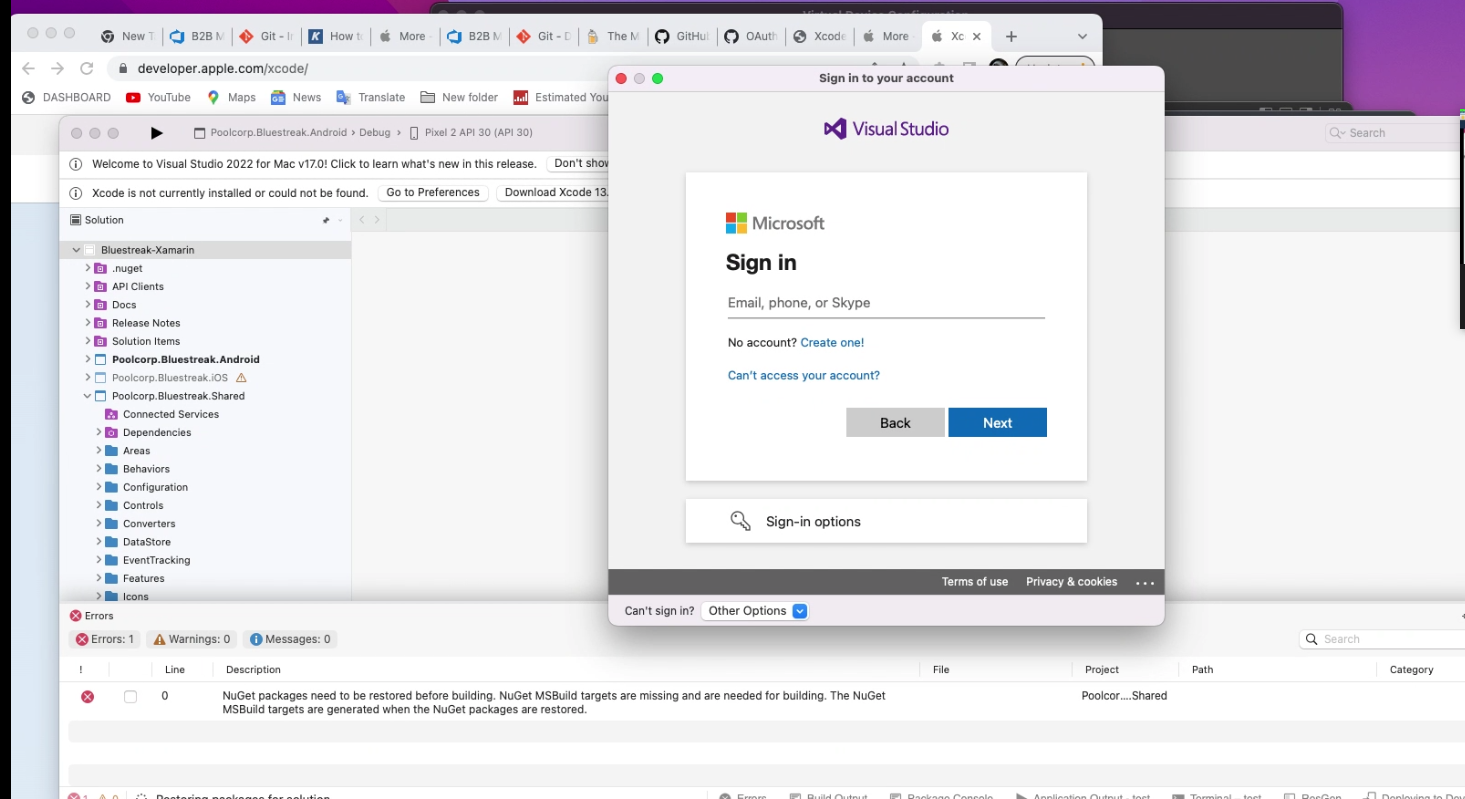 New T
B2B M
Git - I
How to
More -
B2B M
Git - D
The M
GitHu
OAuth
Xcode
More -
Xc
developer.apple.com/xcode/
DASHBOARD
YouTube
Maps
News
Translate
New folder
Estimated You
Sign in to your account
Visual Studio
Microsoft
Sign in
Email, phone, or Skype
No account? Create one!
Can't access your account?
Back
Next
Sign-in options
Terms of use
Privacy & cookies
...
Can't sign in?
Other Options
Poolcorp.Bluestreak.Android › Debug › Pixel 2 API 30 (API 30)
Search
Welcome to Visual Studio 2022 for Mac v17.0! Click to learn what's new in this release.
Don't show
Xcode is not currently installed or could not be found.
Go to Preferences
Download Xcode 13.
Solution
Bluestreak-Xamarin
.nuget
API Clients
Docs
Release Notes
Solution Items
Poolcorp.Bluestreak.Android
Poolcorp.Bluestreak.iOS
Poolcorp.Bluestreak.Shared
Connected Services
Dependencies
Areas
Behaviors
Configuration
Controls
Converters
DataStore
EventTracking
Features
Icons
Errors
Errors: 1
Warnings: 0
Messages: 0
Search
!
Line
Description
File
Project
Path
Category
0
NuGet packages need to be restored before building. NuGet MSBuild targets are missing and are needed for building. The NuGet
MSBuild targets are generated when the NuGet packages are restored.
Poolcor....Shared
Restoring packages for solution
Errors
Build Output
Package Console
Application Output - test
Terminal – test
ResGen
Deploying to Dev